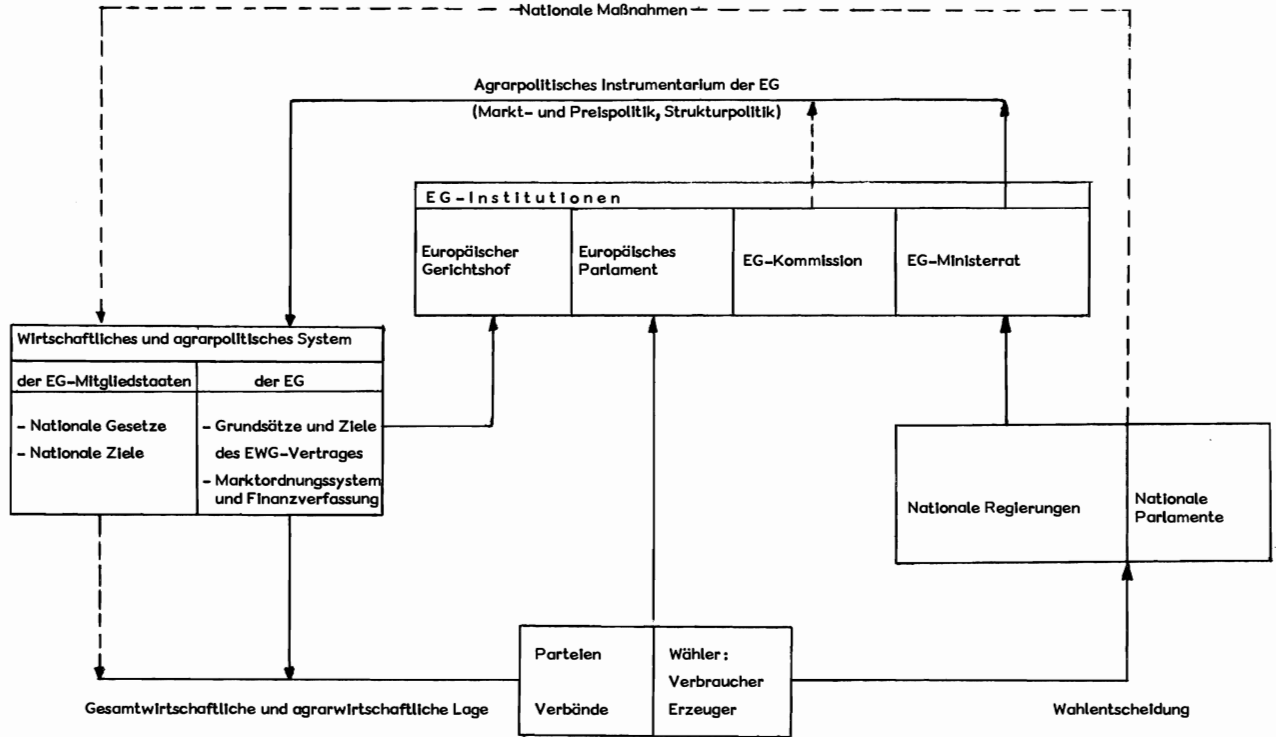 Nationale Maßnahmen
Agrarpolitisches Instrumentarium der EG
(Markt- und Preispolitik, Strukturpolitik)
EG-Institutionen
Europäischer
Gerichtshof
Europäisches
Parlament
EG-Kommission
EG-Ministerrat
Wirtschaftliches und agrarpolitisches System
der EG-Mitgliedstaaten
- Nationale Gesetze
- Nationale Ziele
der EG
- Grundsätze und Ziele
des EWG-Vertrages
- Marktordnungssystem
und Finanzverfassung
Nationale Regierungen
Nationale
Parlamente
Parteien
Verbände
Wähler:
Verbraucher
Erzeuger
Gesamtwirtschaftliche und agrarwirtschaftliche Lage
Wahlentscheidung